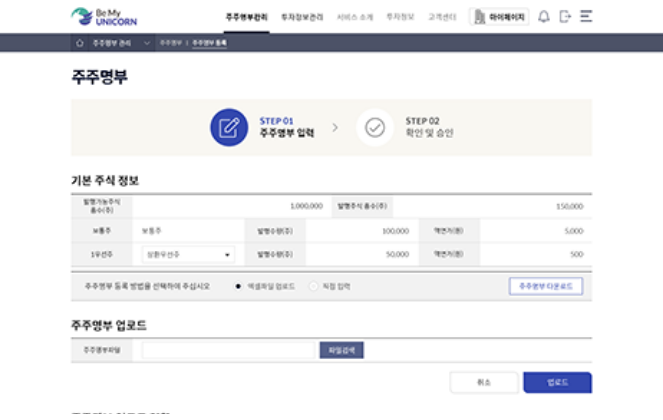 Be My
UNICORN
주주명부관리 투자정보관리 서비스 소개 투자정보 고객센터 마이페이지
주주명부 관리 주주명부 | 주주명부 등록
주주명부
STEP 01
주주명부 입력
STEP 02
확인 및 승인
기본 주식 정보
발행가능주식
총수(주)
1,000,000 발행주식 총수(주) 150,000
보통주 보통주 발행수량(주) 100,000 액면가(원) 5,000
1우선주 상환우선주 발행수량(주) 50,000 액면가(원) 500
주주명부 등록 방법을 선택하여 주십시오 엑셀파일 업로드 직접 입력 주주명부 다운로드
주주명부 업로드
주주명부파일 파일검색
취소 업로드